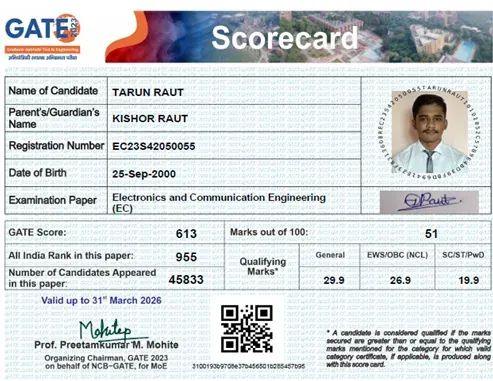 GATE 2023
Graduate Aptitude Test in Engineering
अभियांत्रिकी स्नातक अभिक्षमता परीक्षा
Scorecard
Name of Candidate TARUN RAUT
Parent's/Guardian's Name KISHOR RAUT
Registration Number EC23S42050055
Date of Birth 25-Sep-2000
Examination Paper Electronics and Communication Engineering (EC)
GATE Score: 613 Marks out of 100: 51
All India Rank in this paper: 955
Number of Candidates Appeared in this paper: 45833
Qualifying Marks* General EWS/OBC (NCL) SC/ST/PwD
29.9 26.9 19.9
Valid up to 31st March 2026
Prof. Preetamkumar M. Mohite
Organizing Chairman, GATE 2023
on behalf of NCB-GATE, for MoE
* A candidate is considered qualified if the marks
secured are greater than or equal to the qualifying
marks mentioned for the category for which valid
category certificate, if applicable, is produced along
with this score card.